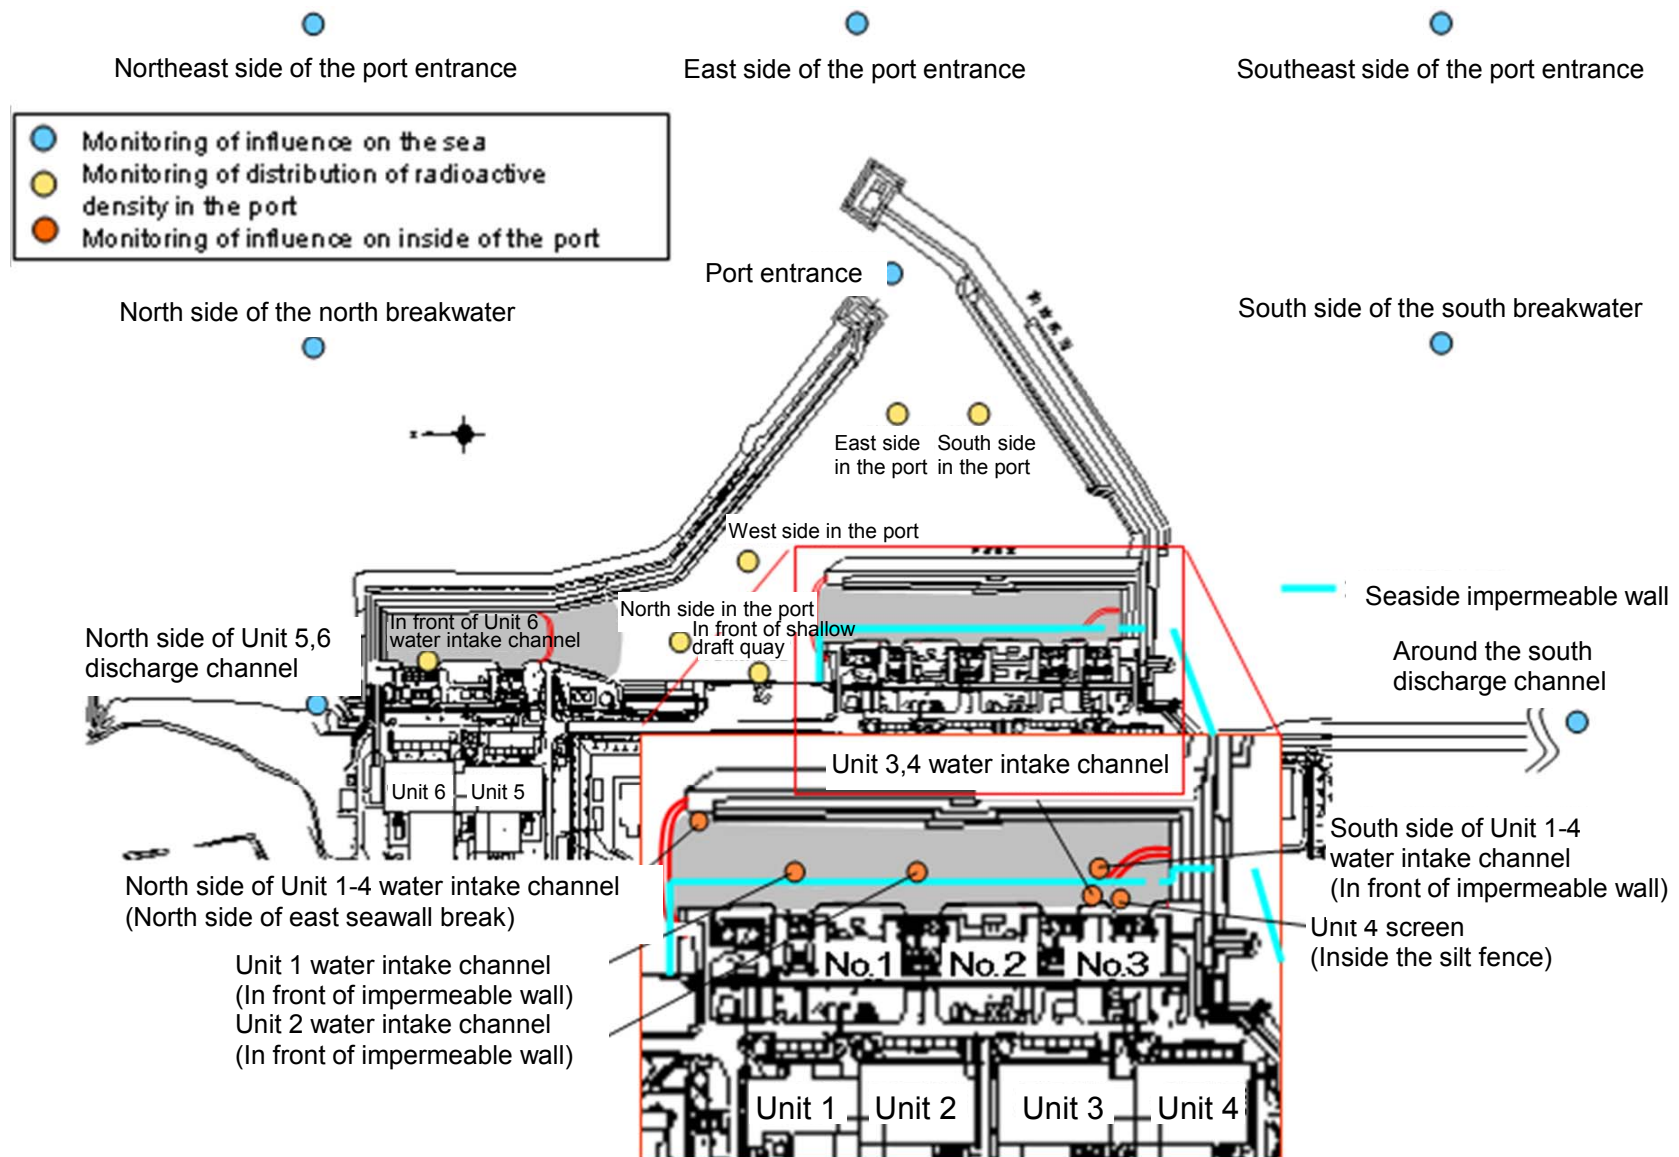 Northeast side of the port entrance
East side of the port entrance
Southeast side of the port entrance
Monitoring of influence on the sea
Monitoring of distribution of radioactive
density in the port
Monitoring of influence on inside of the port
Port entrance
North side of the north breakwater
South side of the south breakwater
East side
in the port
South side
in the port
West side in the port
Seaside impermeable wall
North side in the port
In front of Unit 6
water intake channel
In front of shallow
draft quay
North side of Unit 5,6
discharge channel
Around the south
discharge channel
Unit 6
Unit 5
Unit 3,4 water intake channel
South side of Unit 1-4
water intake channel
(In front of impermeable wall)
North side of Unit 1-4 water intake channel
(North side of east seawall break)
Unit 4 screen
(Inside the silt fence)
Unit 1 water intake channel
(In front of impermeable wall)
Unit 2 water intake channel
(In front of impermeable wall)
No.1
No.2
No.3
Unit 1
Unit 2
Unit 3
Unit 4